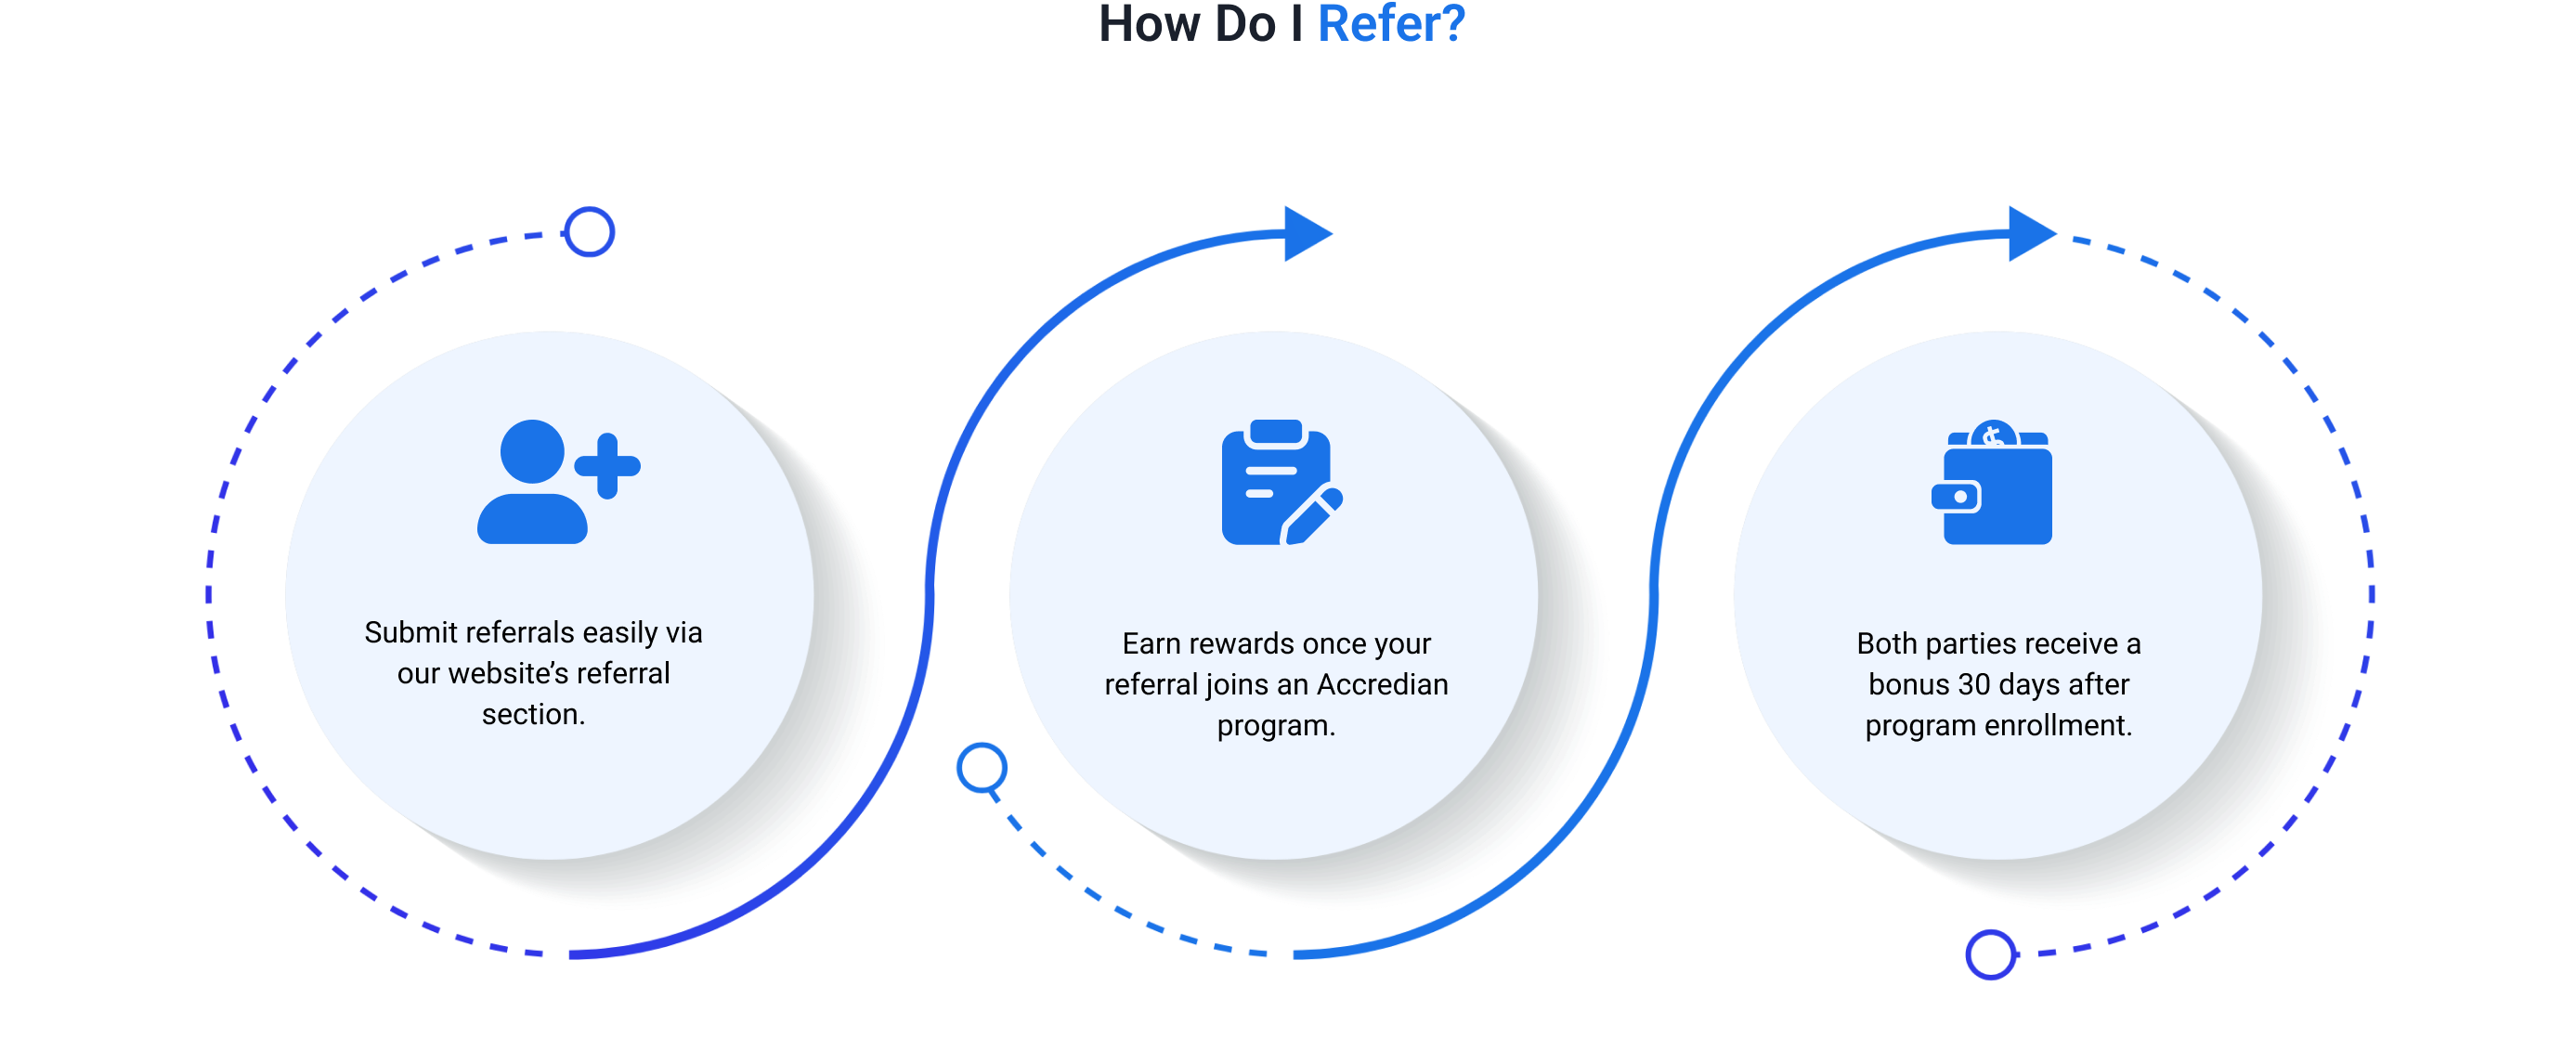 How Do I Refer?
Submit referrals easily via
our website’s referral
section.
Earn rewards once your
referral joins an Accredian
program.
Both parties receive a
bonus 30 days after
program enrollment.